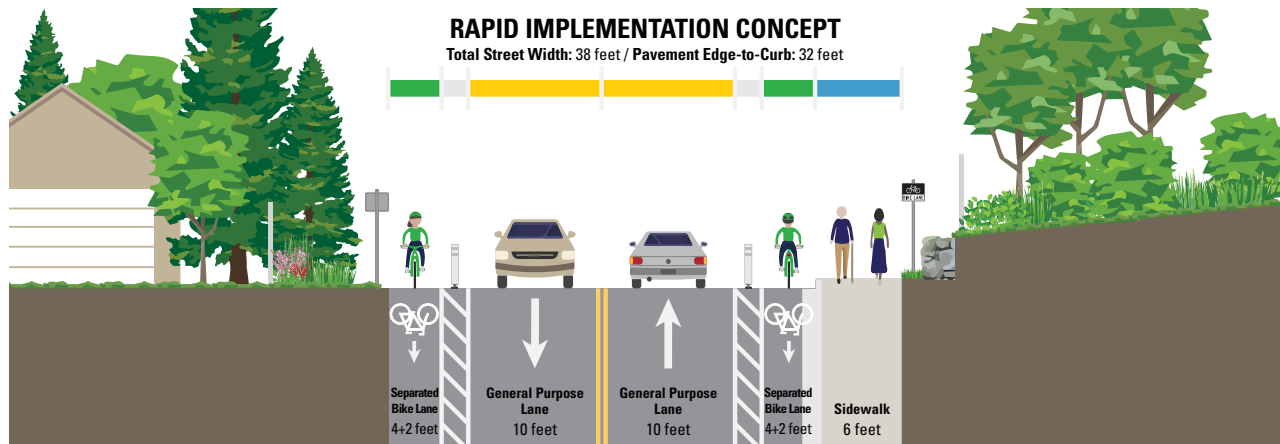 RAPID IMPLEMENTATION CONCEPT
Total Street Width: 38 feet / Pavement Edge-to-Curb: 32 feet
BIKE LANE
Separated
Bike Lane
4+2 feet
General Purpose
Lane
10 feet
General Purpose
Lane
10 feet
Separated
Bike Lane
4+2 feet
Sidewalk
6 feet